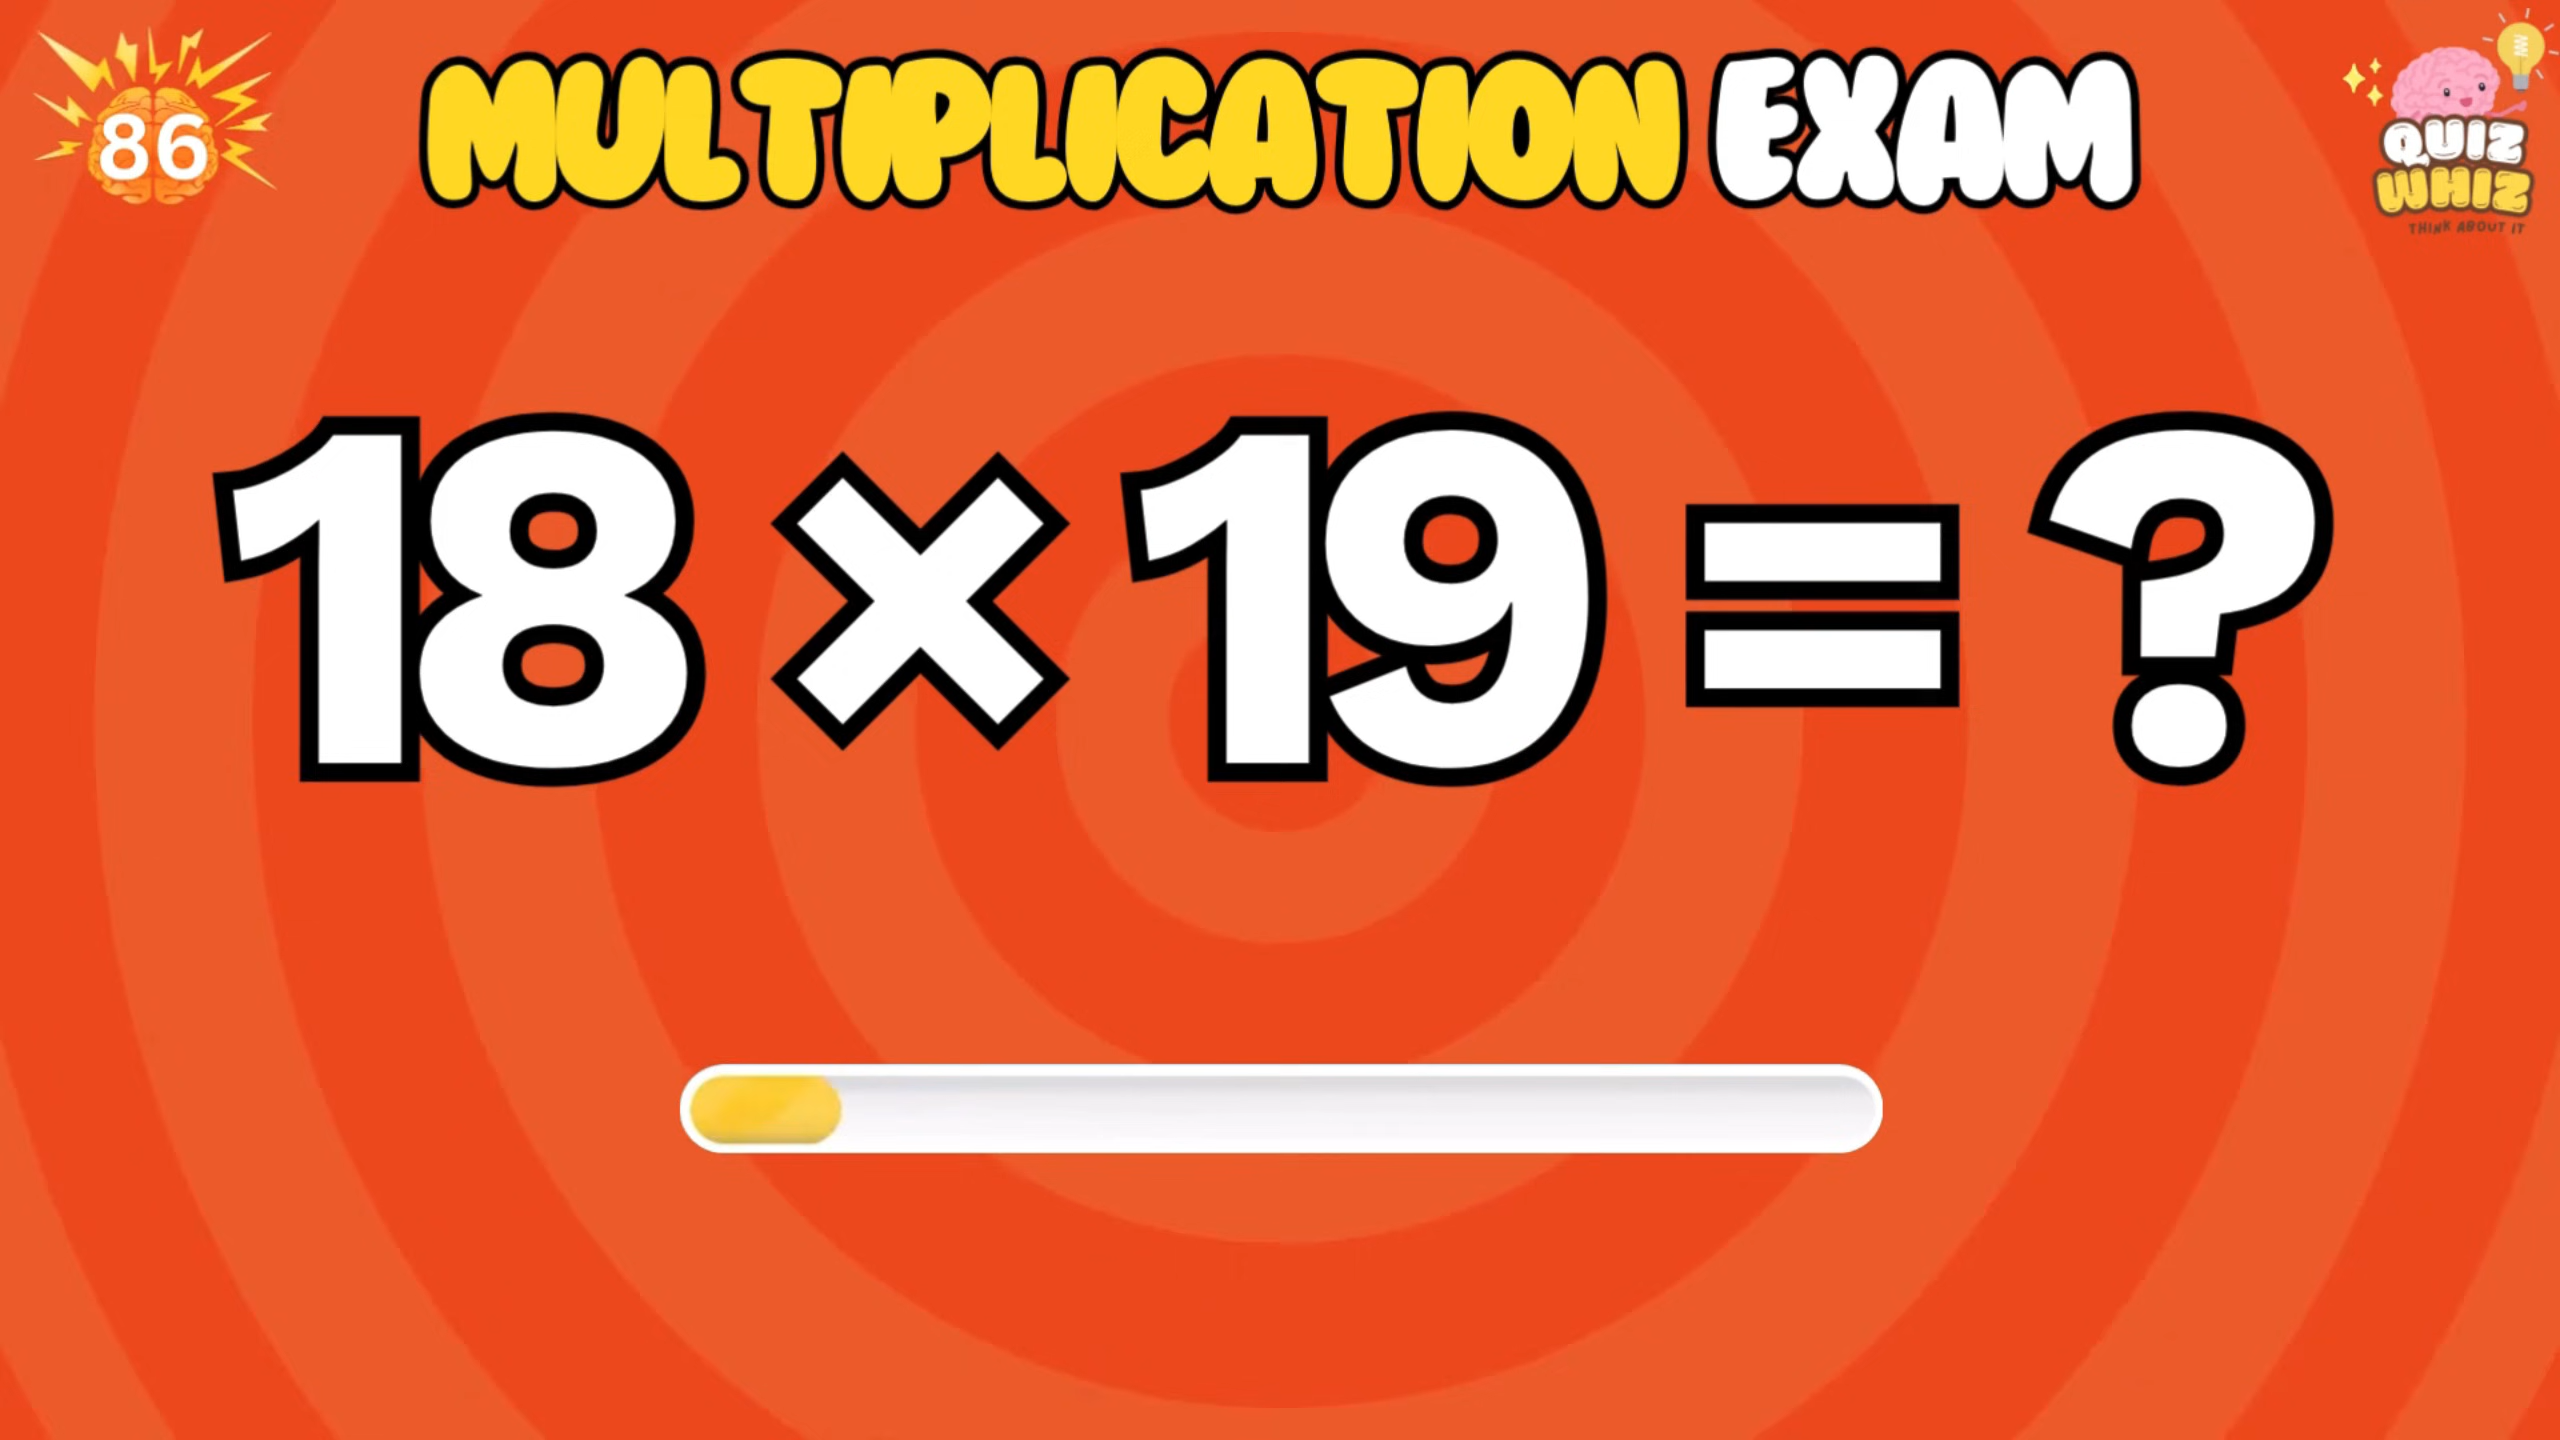 86
MULTIPLICATION EXAM
QUIZ
WHIZ
THINK ABOUT IT
18 × 19 = ?